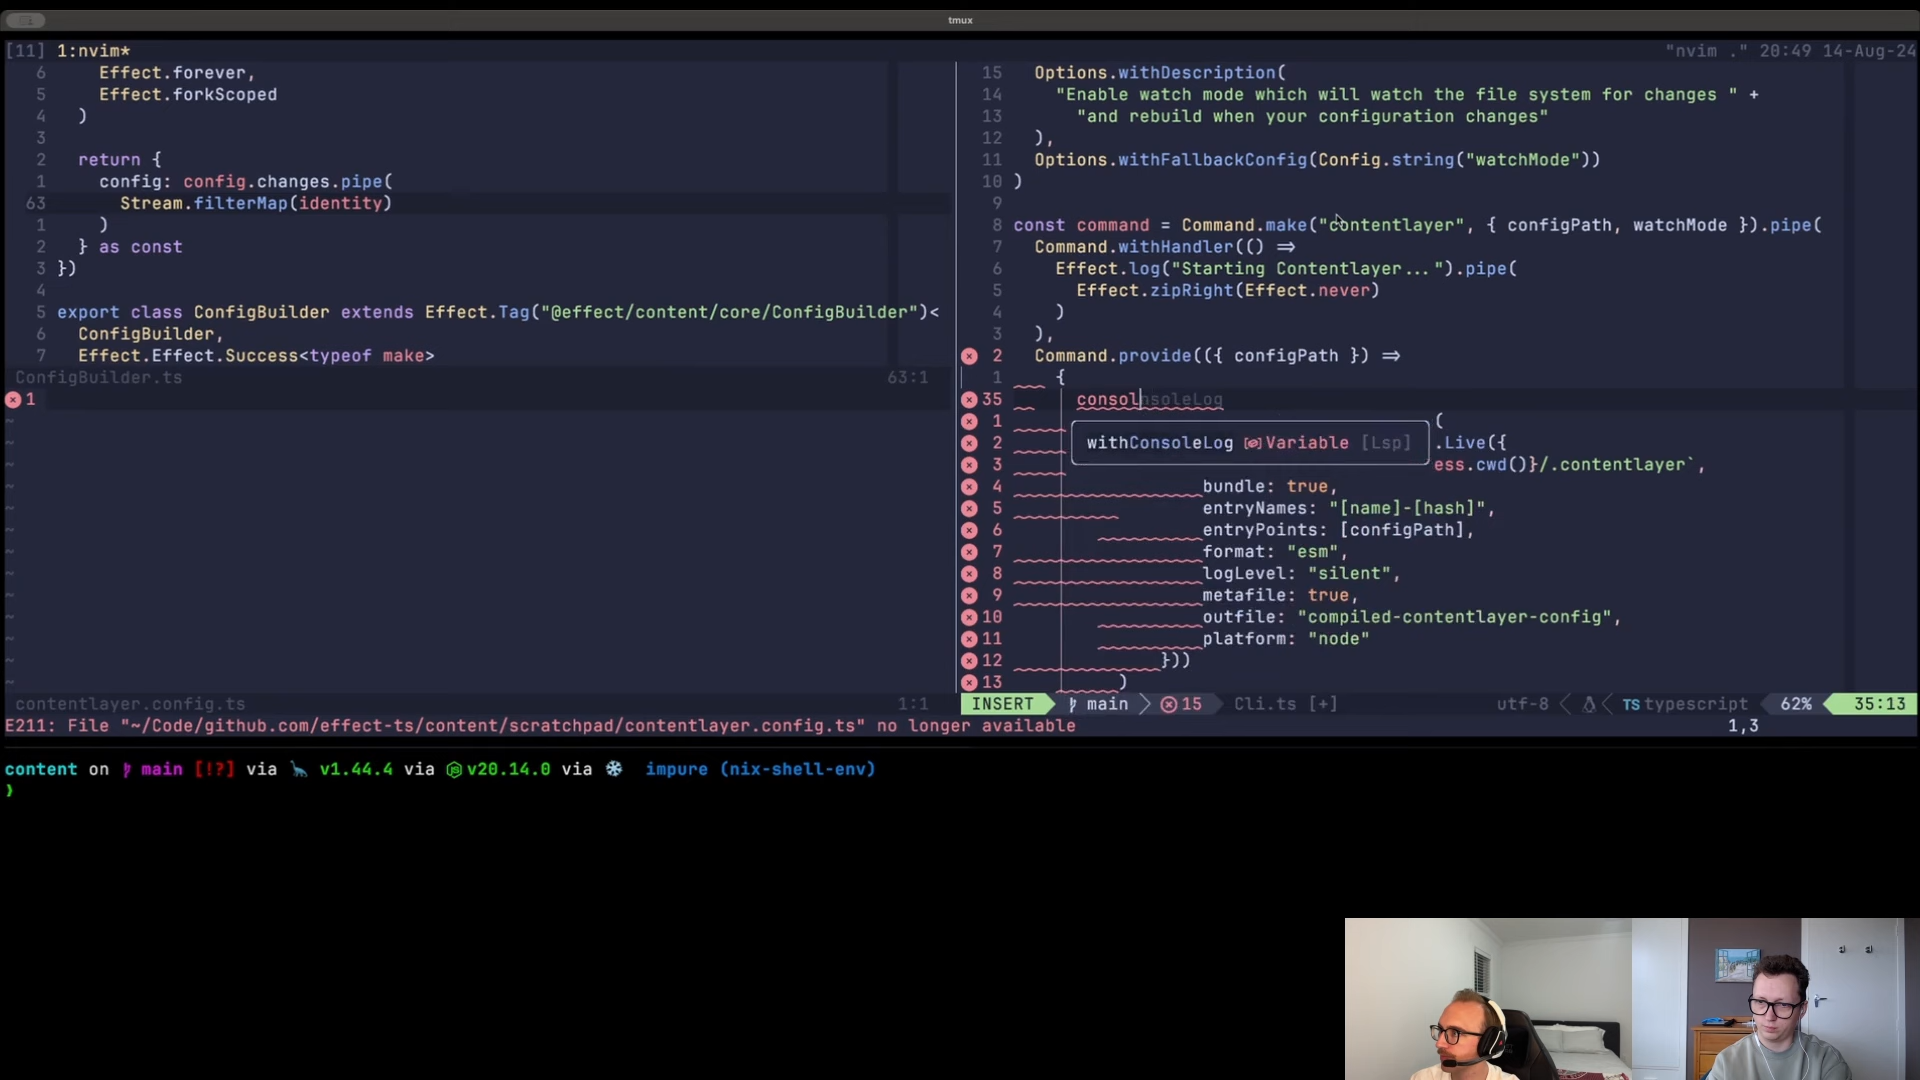 tmux
[11] 1:nvim*
"nvim ." 20:49 14-Aug-24
6 Effect.forever,
5 Effect.forkScoped
4 )
3
2 return {
1 config: config.changes.pipe(
63 Stream.filterMap(identity)
1 )
2 } as const
3 })
4
5 export class ConfigBuilder extends Effect.Tag("@effect/content/core/ConfigBuilder")<
6 ConfigBuilder,
7 Effect.Effect.Success<typeof make>
ConfigBuilder.ts 63:1
1
~
~
~
~
~
~
~
~
~
~
~
~
~
contentlayer.config.ts 1:1
15 Options.withDescription(
14 "Enable watch mode which will watch the file system for changes " +
13 "and rebuild when your configuration changes"
12 ),
11 Options.withFallbackConfig(Config.string("watchMode"))
10 )
9
8 const command = Command.make("contentlayer", { configPath, watchMode }).pipe(
7 Command.withHandler(() ⇒
6 Effect.log("Starting Contentlayer...").pipe(
5 Effect.zipRight(Effect.never)
4 )
3 ),
2 Command.provide(({ configPath }) ⇒
1 {
35 consolnsoleLog
1 (
withConsoleLog Variable [Lsp]
2 .Live({
3 ess.cwd()}/.contentlayer`,
4 bundle: true,
5 entryNames: "[name]-[hash]",
6 entryPoints: [configPath],
7 format: "esm",
8 logLevel: "silent",
9 metafile: true,
10 outfile: "compiled-contentlayer-config",
11 platform: "node"
12 }))
13 )
INSERT main 15 Cli.ts [+] utf-8 TS typescript 62% 35:13
E211: File "~/Code/github.com/effect-ts/content/scratchpad/contentlayer.config.ts" no longer available 1,3
content on main [!?] via v1.44.4 via v20.14.0 via impure (nix-shell-env)
❯